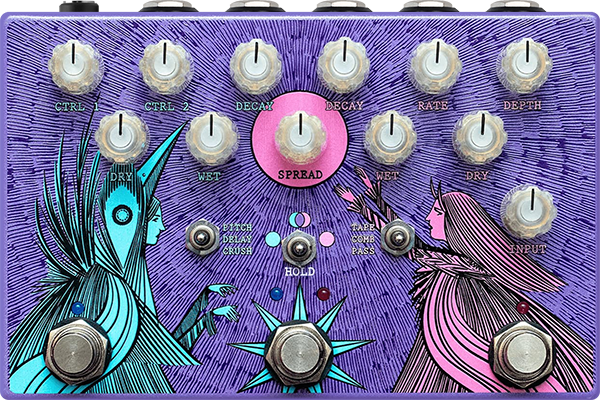 CTRL 1
CTRL 2
DECAY
DECAY
RATE
DEPTH
DRY
WET
SPREAD
WET
DRY
INPUT
PITCH
DELAY
CRUSH
TAPE
COMB
PASS
HOLD